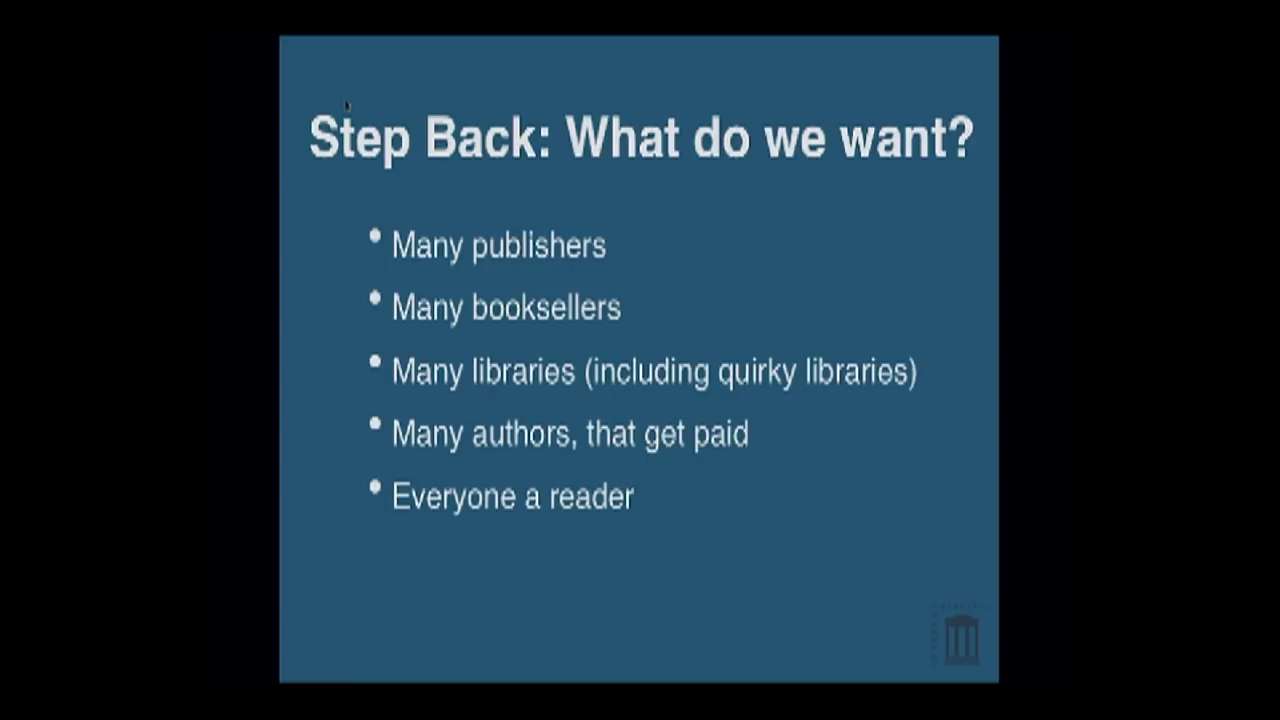 Step Back: What do we want?
• Many publishers
• Many booksellers
• Many libraries (including quirky libraries)
• Many authors, that get paid
• Everyone a reader